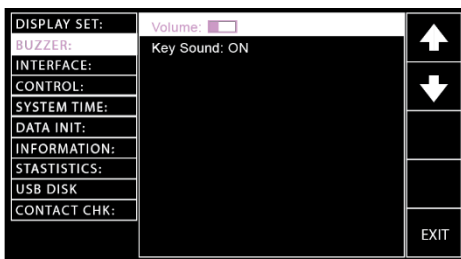 DISPLAY SET:
BUZZER:
INTERFACE:
CONTROL:
SYSTEM TIME:
DATA INIT:
INFORMATION:
STASTISTICS:
USB DISK
CONTACT CHK:
Volume:
Key Sound: ON
EXIT